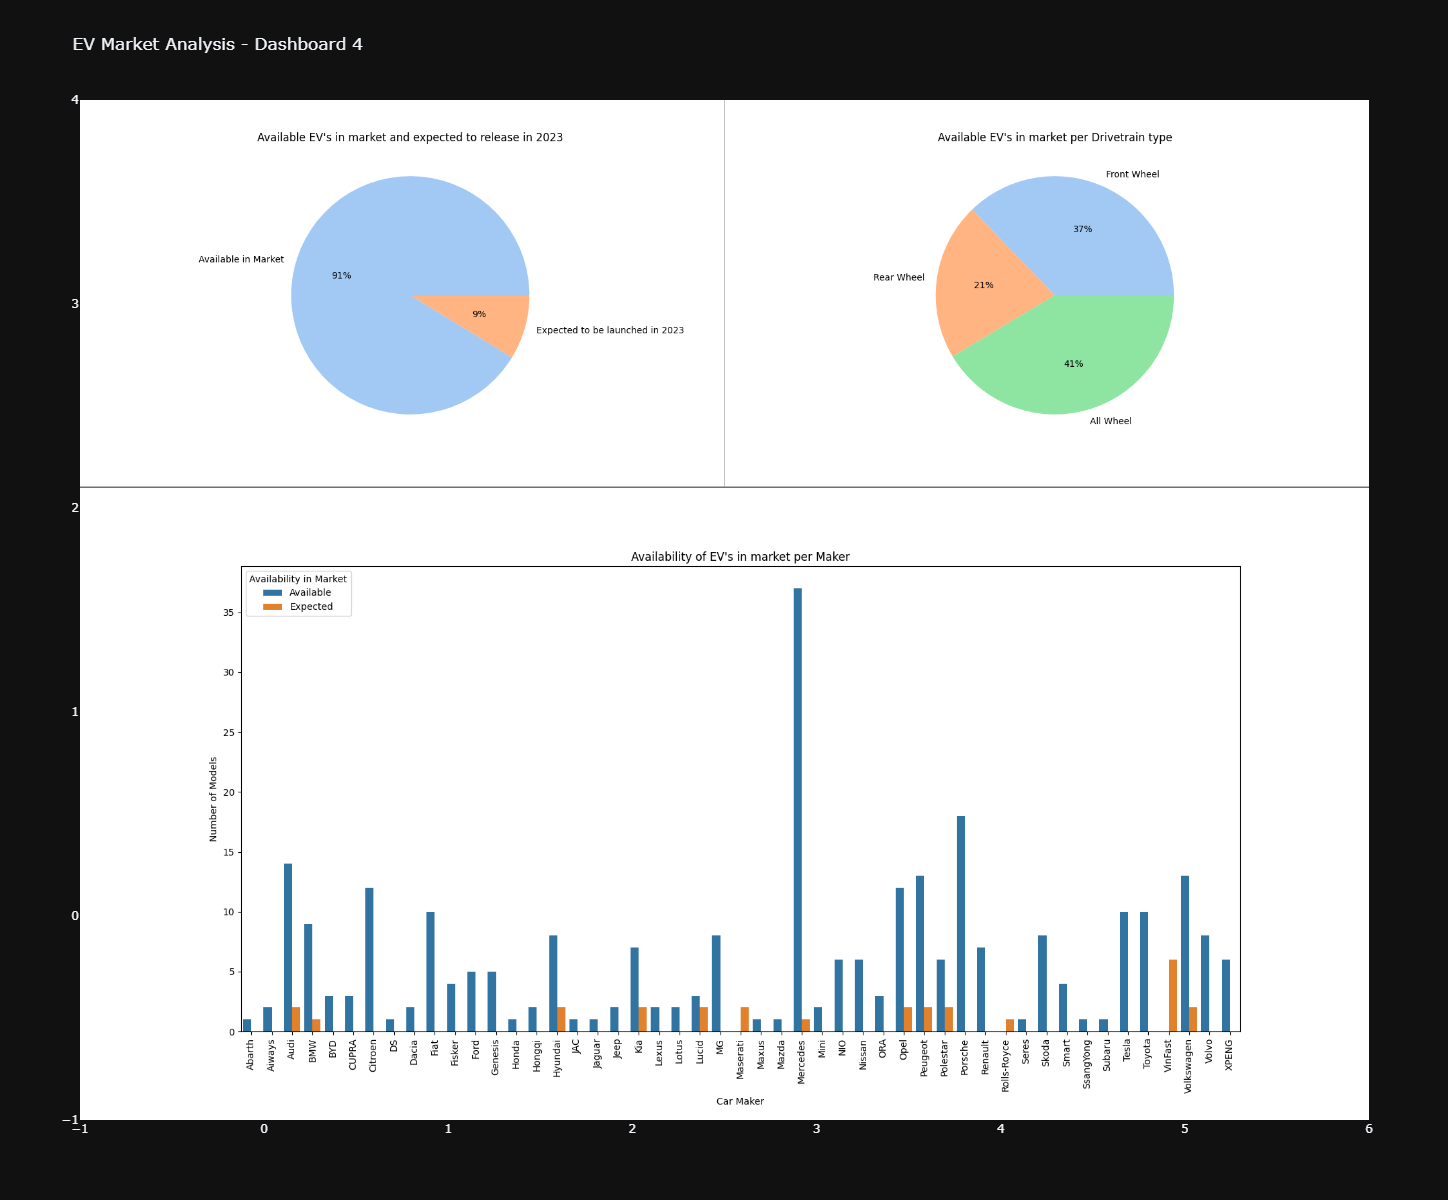 EV Market Analysis - Dashboard 4
4
3
2
1
0
−1
Available EV's in market and expected to release in 2023
Available in Market
91%
9%
Expected to be launched in 2023
Available EV's in market per Drivetrain type
Front Wheel
37%
Rear Wheel
21%
41%
All Wheel
Availability of EV's in market per Maker
Availability in Market
Available
Expected
Number of Models
35
30
25
20
15
10
5
0
Abarth
Aiways
Audi
BMW
BYD
CUPRA
Citroen
DS
Dacia
Fiat
Fisker
Ford
Genesis
Honda
Hongqi
Hyundai
JAC
Jaguar
Jeep
Kia
Lexus
Lotus
Lucid
MG
Maserati
Maxus
Mazda
Mercedes
Mini
NIO
Nissan
ORA
Opel
Peugeot
Polestar
Porsche
Renault
Rolls-Royce
Seres
Skoda
Smart
SsangYong
Subaru
Tesla
Toyota
VinFast
Volkswagen
Volvo
XPENG
Car Maker
−1
0
1
2
3
4
5
6